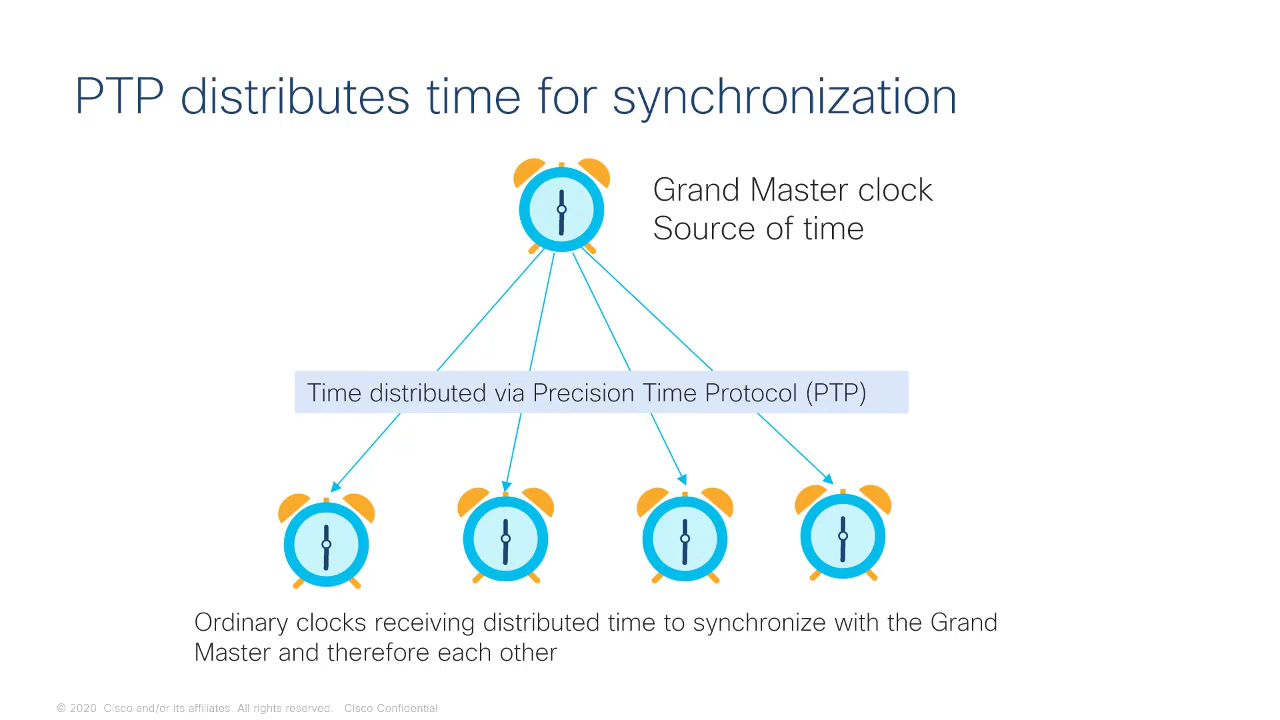 PTP distributes time for synchronization
Grand Master clock
Source of time
Time distributed via Precision Time Protocol (PTP)
Ordinary clocks receiving distributed time to synchronize with the Grand
Master and therefore each other
© 2020 Cisco and/or its affiliates. All rights reserved. Cisco Confidential